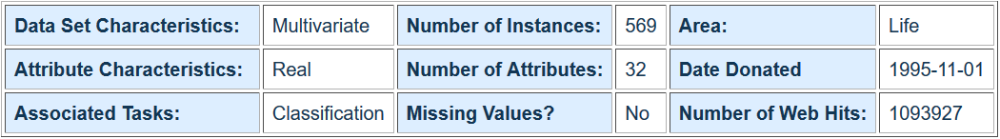 Data Set Characteristics: Multivariate Number of Instances: 569 Area: Life
Attribute Characteristics: Real Number of Attributes: 32 Date Donated 1995-11-01
Associated Tasks: Classification Missing Values? No Number of Web Hits: 1093927